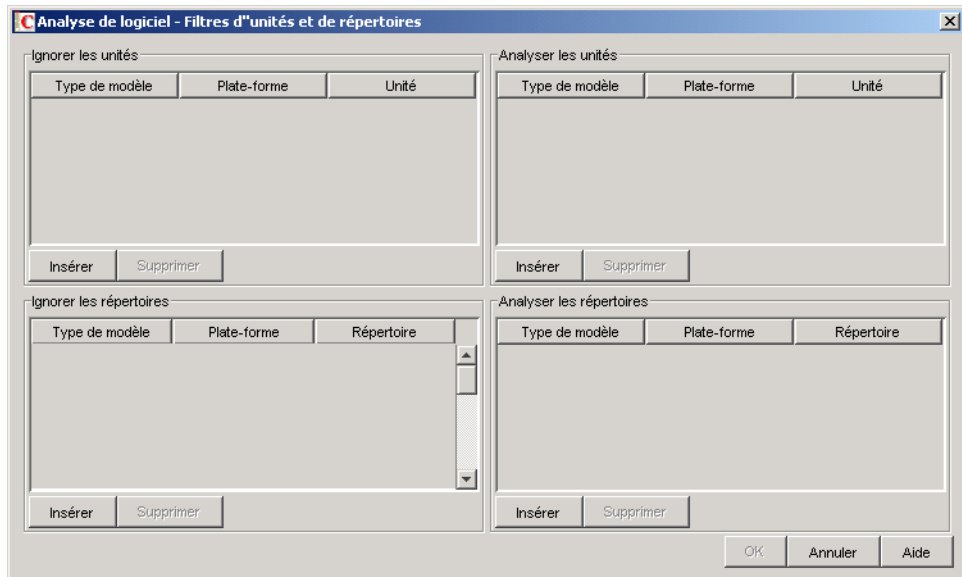 Analyse de logiciel - Filtres d"unités et de répertoires
Ignorer les unités
Type de modèle Plate-forme Unité
Insérer Supprimer
Analyser les unités
Type de modèle Plate-forme Unité
Insérer Supprimer
Ignorer les répertoires
Type de modèle Plate-forme Répertoire
Insérer Supprimer
Analyser les répertoires
Type de modèle Plate-forme Répertoire
Insérer Supprimer
OK Annuler Aide